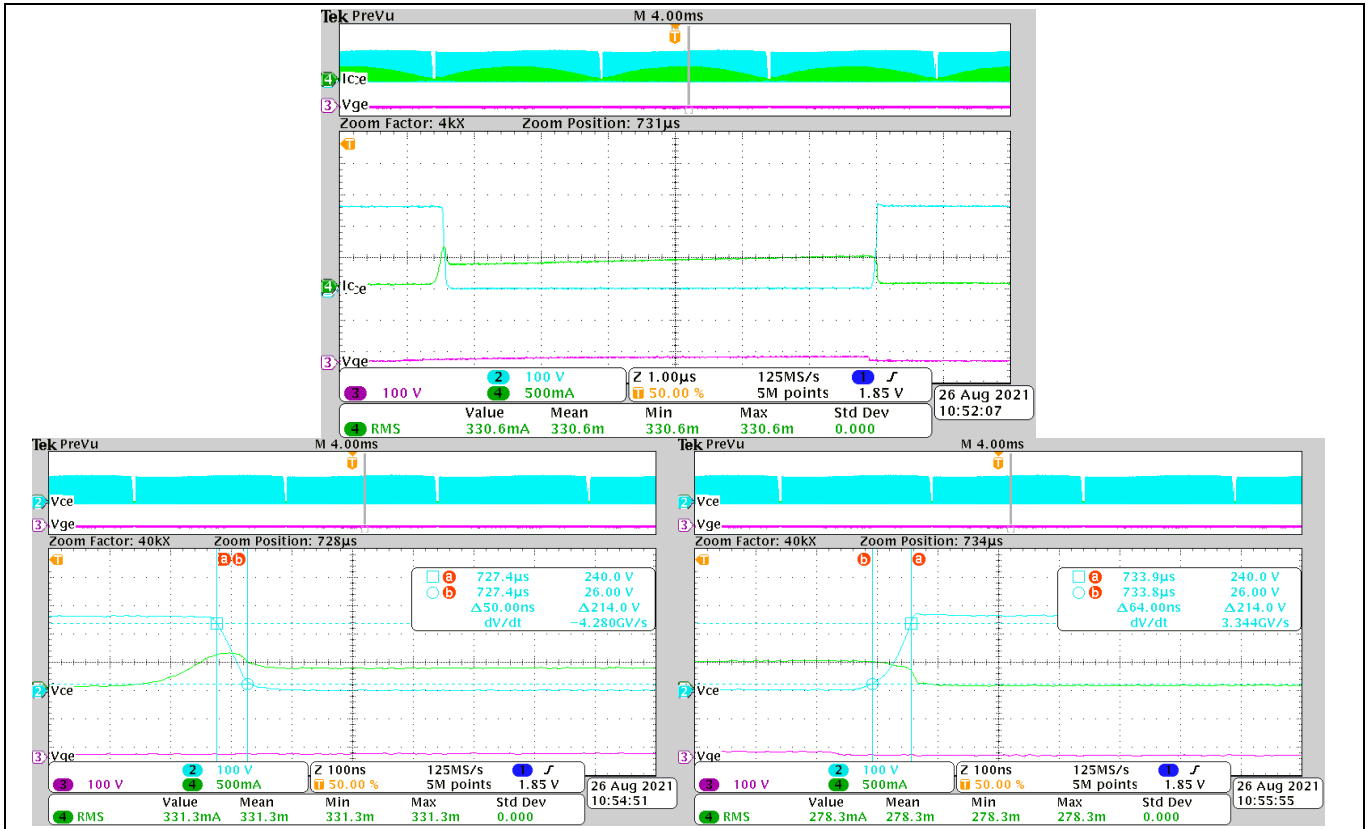 Tek PreVu M 4.00ms
T
4 Ic:e
3 Vge
Zoom Factor: 4kX Zoom Position: 731µs
T
4 Ic:e
3 Vge
2 100 V Z 1.00µs 125MS/s 1
3 100 V 4 500mA T 50.00 % 5M points 1.85 V
26 Aug 2021
10:52:07
Value Mean Min Max Std Dev
4 RMS 330.6mA 330.6m 330.6m 330.6m 0.000
Tek PreVu M 4.00ms
T
2 Vce
3 Vge
Zoom Factor: 40kX Zoom Position: 728µs
T a b
a 727.4µs 240.0 V
b 727.4µs 26.00 V
Δ50.00ns Δ214.0 V
dV/dt −4.280GV/s
2 Vce
3 Vge
2 100 V Z 100ns 125MS/s 1
3 100 V 4 500mA T 50.00 % 5M points 1.85 V
26 Aug 2021
10:54:51
Value Mean Min Max Std Dev
4 RMS 331.3mA 331.3m 331.3m 331.3m 0.000
Tek PreVu M 4.00ms
T
2 Vce
3 Vge
Zoom Factor: 40kX Zoom Position: 734µs
T b a
a 733.9µs 240.0 V
b 733.8µs 26.00 V
Δ64.00ns Δ214.0 V
dV/dt 3.344GV/s
2 Vce
3 Vge
2 100 V Z 100ns 125MS/s 1
3 100 V 4 500mA T 50.00 % 5M points 1.85 V
26 Aug 2021
10:55:55
Value Mean Min Max Std Dev
4 RMS 278.3mA 278.3m 278.3m 278.3m 0.000